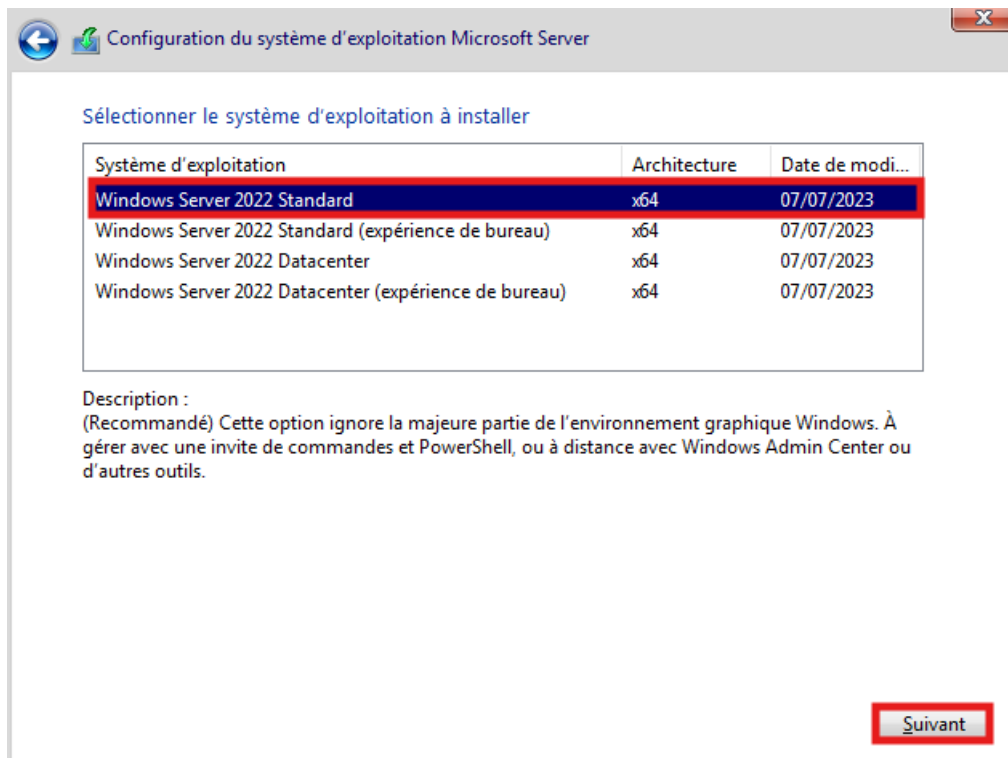 Configuration du système d'exploitation Microsoft Server
Sélectionner le système d'exploitation à installer
Système d'exploitation Architecture Date de modi...
Windows Server 2022 Standard x64 07/07/2023
Windows Server 2022 Standard (expérience de bureau) x64 07/07/2023
Windows Server 2022 Datacenter x64 07/07/2023
Windows Server 2022 Datacenter (expérience de bureau) x64 07/07/2023
Description :
(Recommandé) Cette option ignore la majeure partie de l'environnement graphique Windows. À
gérer avec une invite de commandes et PowerShell, ou à distance avec Windows Admin Center ou
d'autres outils.
Suivant